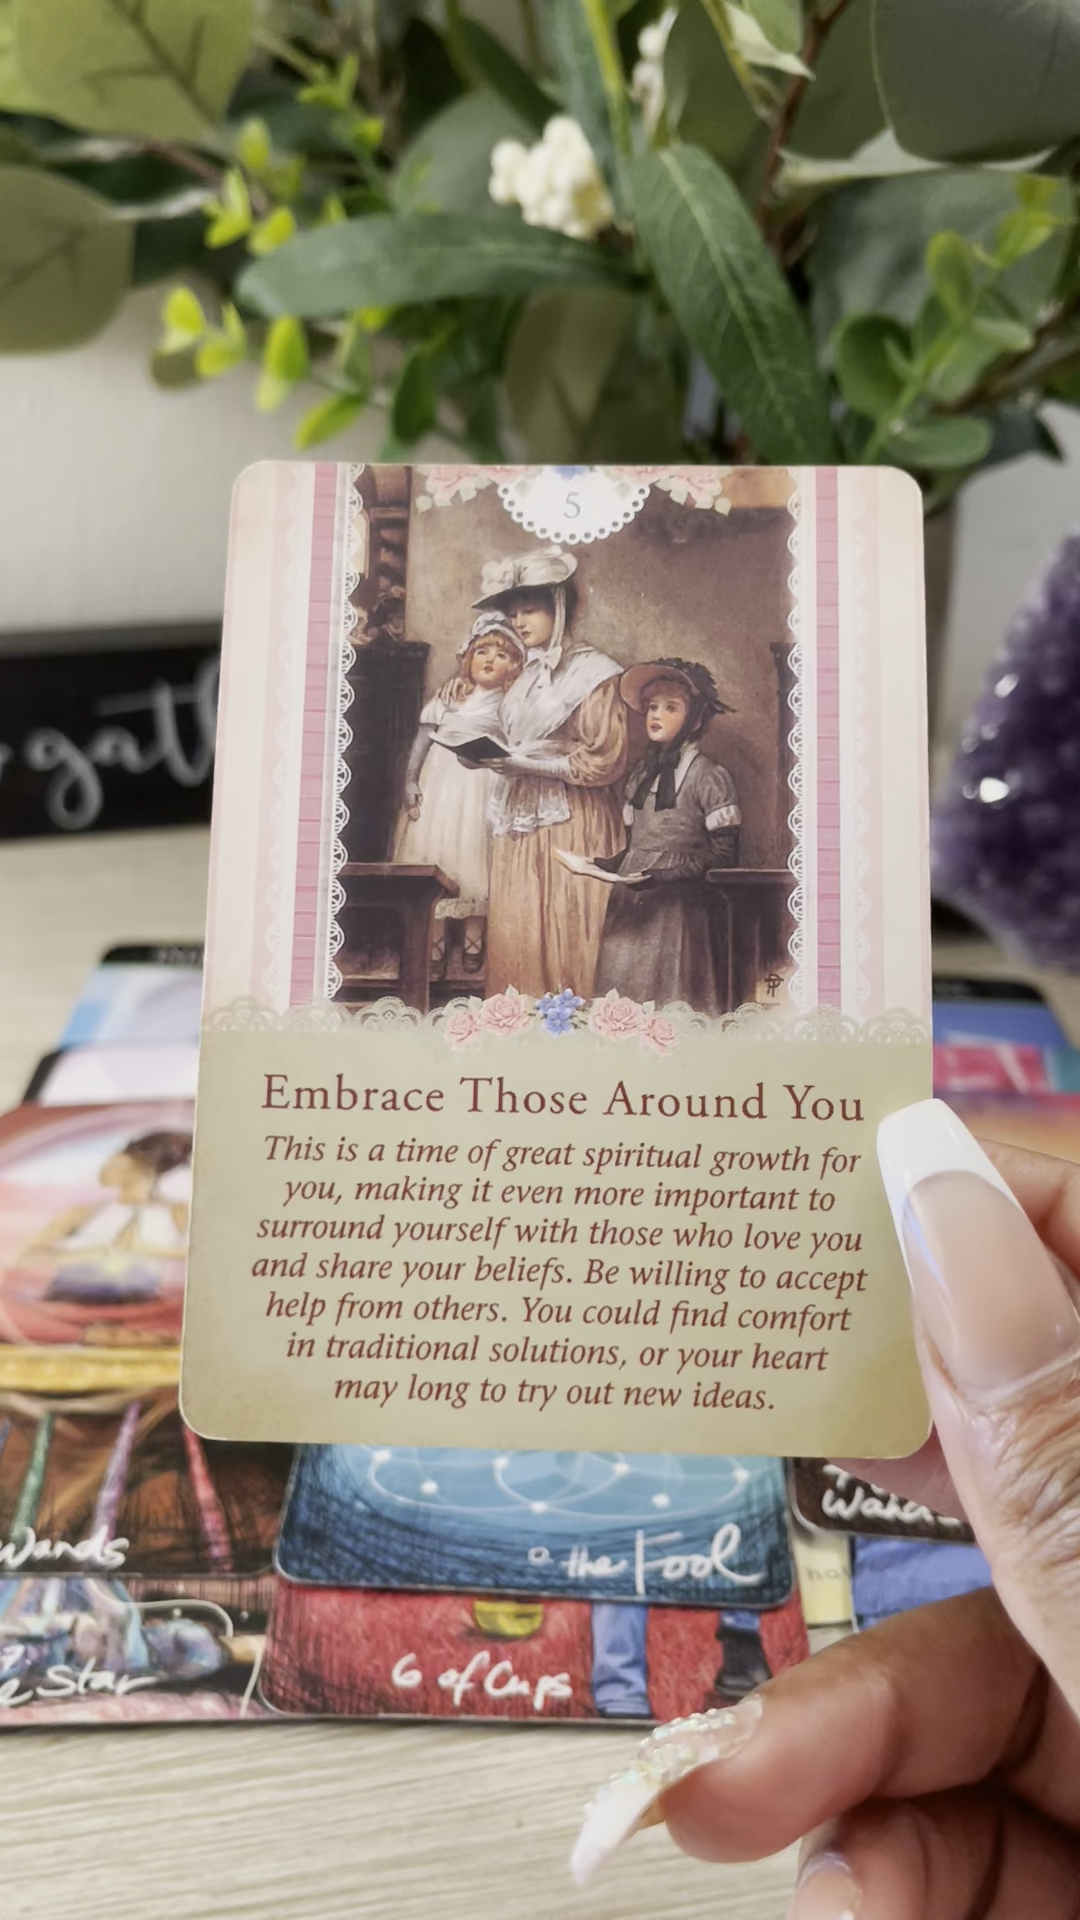 5
gath
Embrace Those Around You
This is a time of great spiritual growth for
you, making it even more important to
surround yourself with those who love you
and share your beliefs. Be willing to accept
help from others. You could find comfort
in traditional solutions, or your heart
may long to try out new ideas.
Wands
the Fool
Wands
Star
6 of Cups